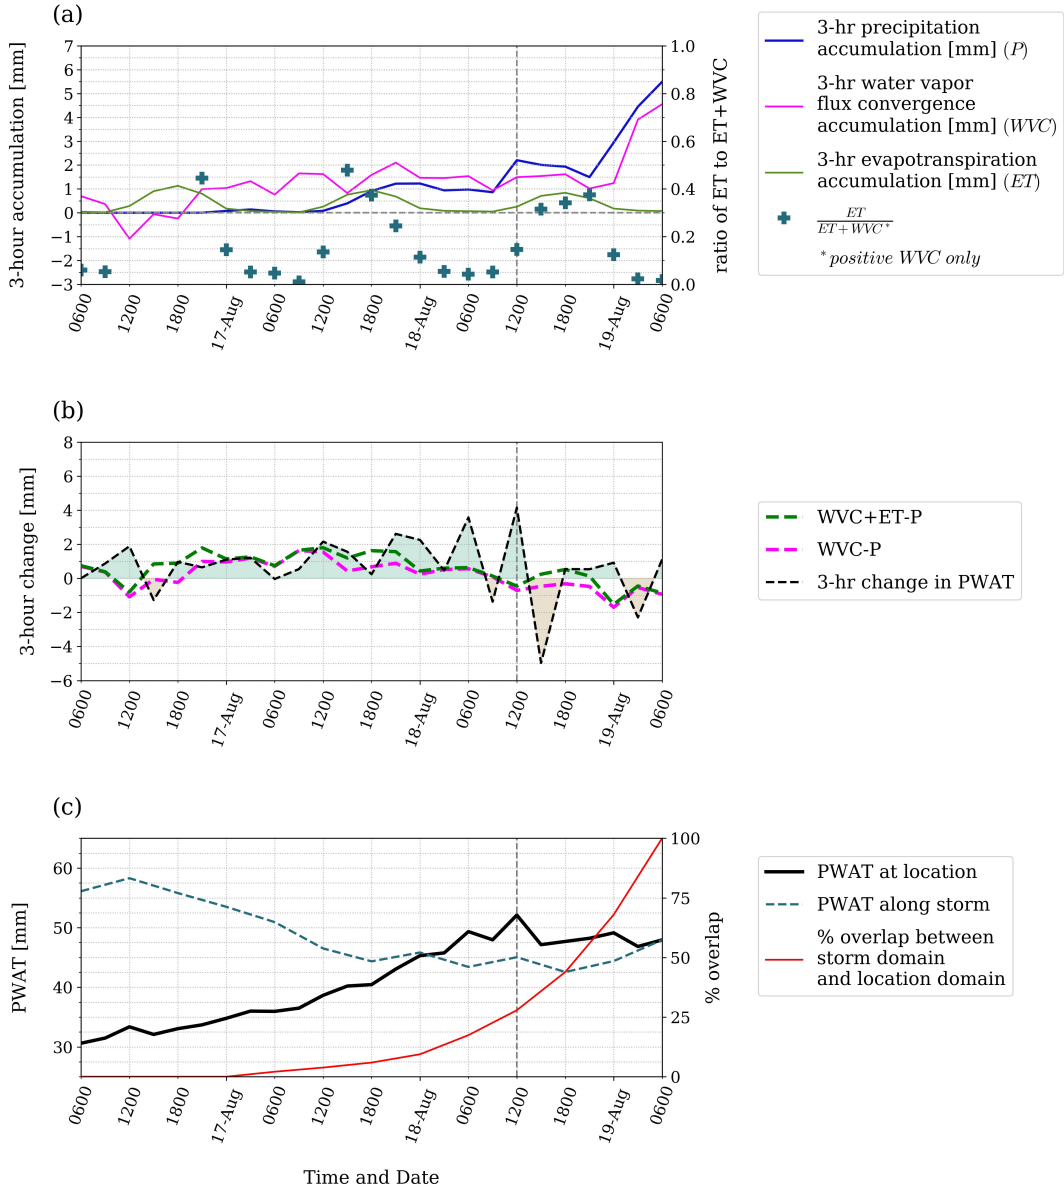 (a)
3-hour accumulation [mm]
7
6
5
4
3
2
1
0
−1
−2
−3
1.0
0.8
0.6
0.4
0.2
0.0
ratio of ET to ET+WVC
0600
1200
1800
17-Aug
0600
1200
1800
18-Aug
0600
1200
1800
19-Aug
0600
3-hr precipitation
accumulation [mm] (P)
3-hr water vapor
flux convergence
accumulation [mm] (WVC)
3-hr evapotranspiration
accumulation [mm] (ET)
ET
ET+WVC*
*positive WVC only
(b)
3-hour change [mm]
8
6
4
2
0
−2
−4
−6
0600
1200
1800
17-Aug
0600
1200
1800
18-Aug
0600
1200
1800
19-Aug
0600
WVC+ET-P
WVC-P
3-hr change in PWAT
(c)
PWAT [mm]
60
50
40
30
100
75
50
25
0
% overlap
0600
1200
1800
17-Aug
0600
1200
1800
18-Aug
0600
1200
1800
19-Aug
0600
Time and Date
PWAT at location
PWAT along storm
% overlap between
storm domain
and location domain